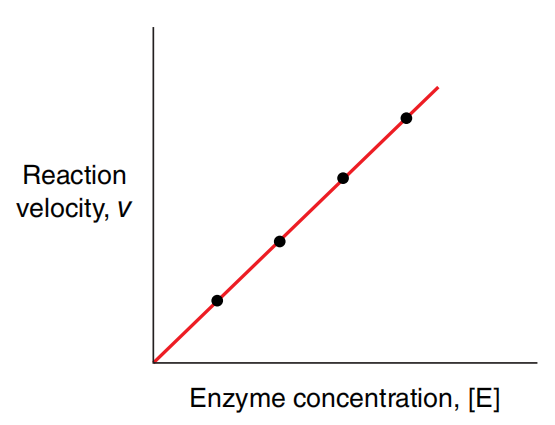 Reaction
velocity, v
Enzyme concentration, [E]